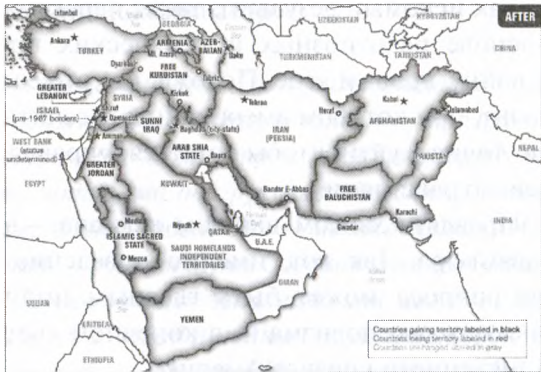 AFTER
Istanbul
Ankara
TURKEY
GEORGIA
ARMENIA
AZER-
BAIJAN
Baku
UZBEKISTAN
KYRGYZSTAN
TURKMENISTAN
TAJIKISTAN
CHINA
FREE
KURDISTAN
Tabriz
Kirkuk
GREATER
LEBANON
SYRIA
ISRAEL
(pre-1967 borders)
Damascus
SUNNI
IRAQ
Baghdad (city-state)
Tehran
Herat
Kabul
AFGHANISTAN
Islamabad
IRAN
(PERSIA)
WEST BANK
(status
undetermined)
Amman
GREATER
JORDAN
ARAB SHIA
STATE
Basra
KUWAIT
EGYPT
PAKISTAN
NEPAL
FREE
BALUCHISTAN
Bandar E-Abbas
Gwadar
Karachi
INDIA
Medina
ISLAMIC SACRED
STATE
Mecca
Riyadh
QATAR
U.A.E.
SAUDI HOMELANDS
INDEPENDENT
TERRITORIES
OMAN
SUDAN
ERITREA
YEMEN
ETHIOPIA
Countries gaining territory labeled in black
Countries losing territory labeled in red
Countries unchanged labeled in gray